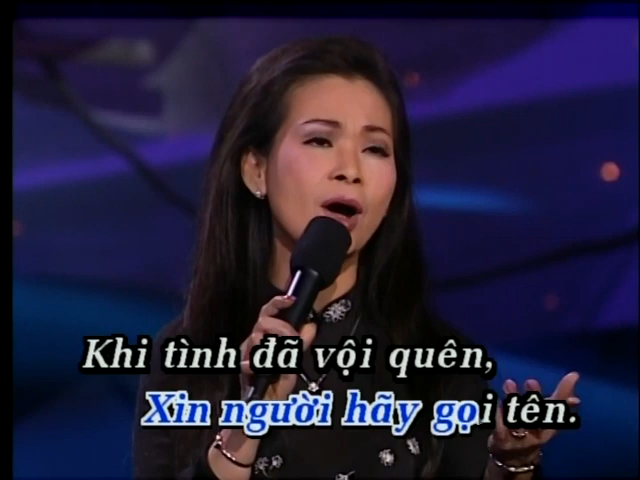 Khi tình đã vội quên,
Xin người hãy gọi tên.